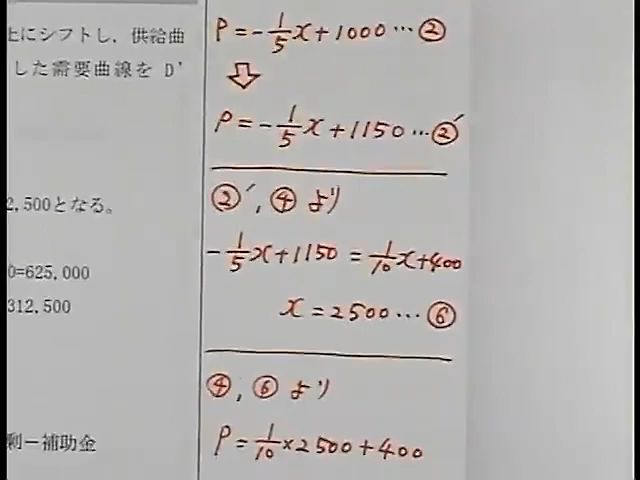 上にシフトし，供給曲
した需要曲線を D'
2,500となる。
0=625,000
312,500
剰－補助金
P=-1/5x+1000…②
⇩
P=-1/5x+1150…②′
②′, ④ より
-1/5x+1150=1/10x+400
x=2500…⑥
④, ⑥ より
P=1/10×2500+400